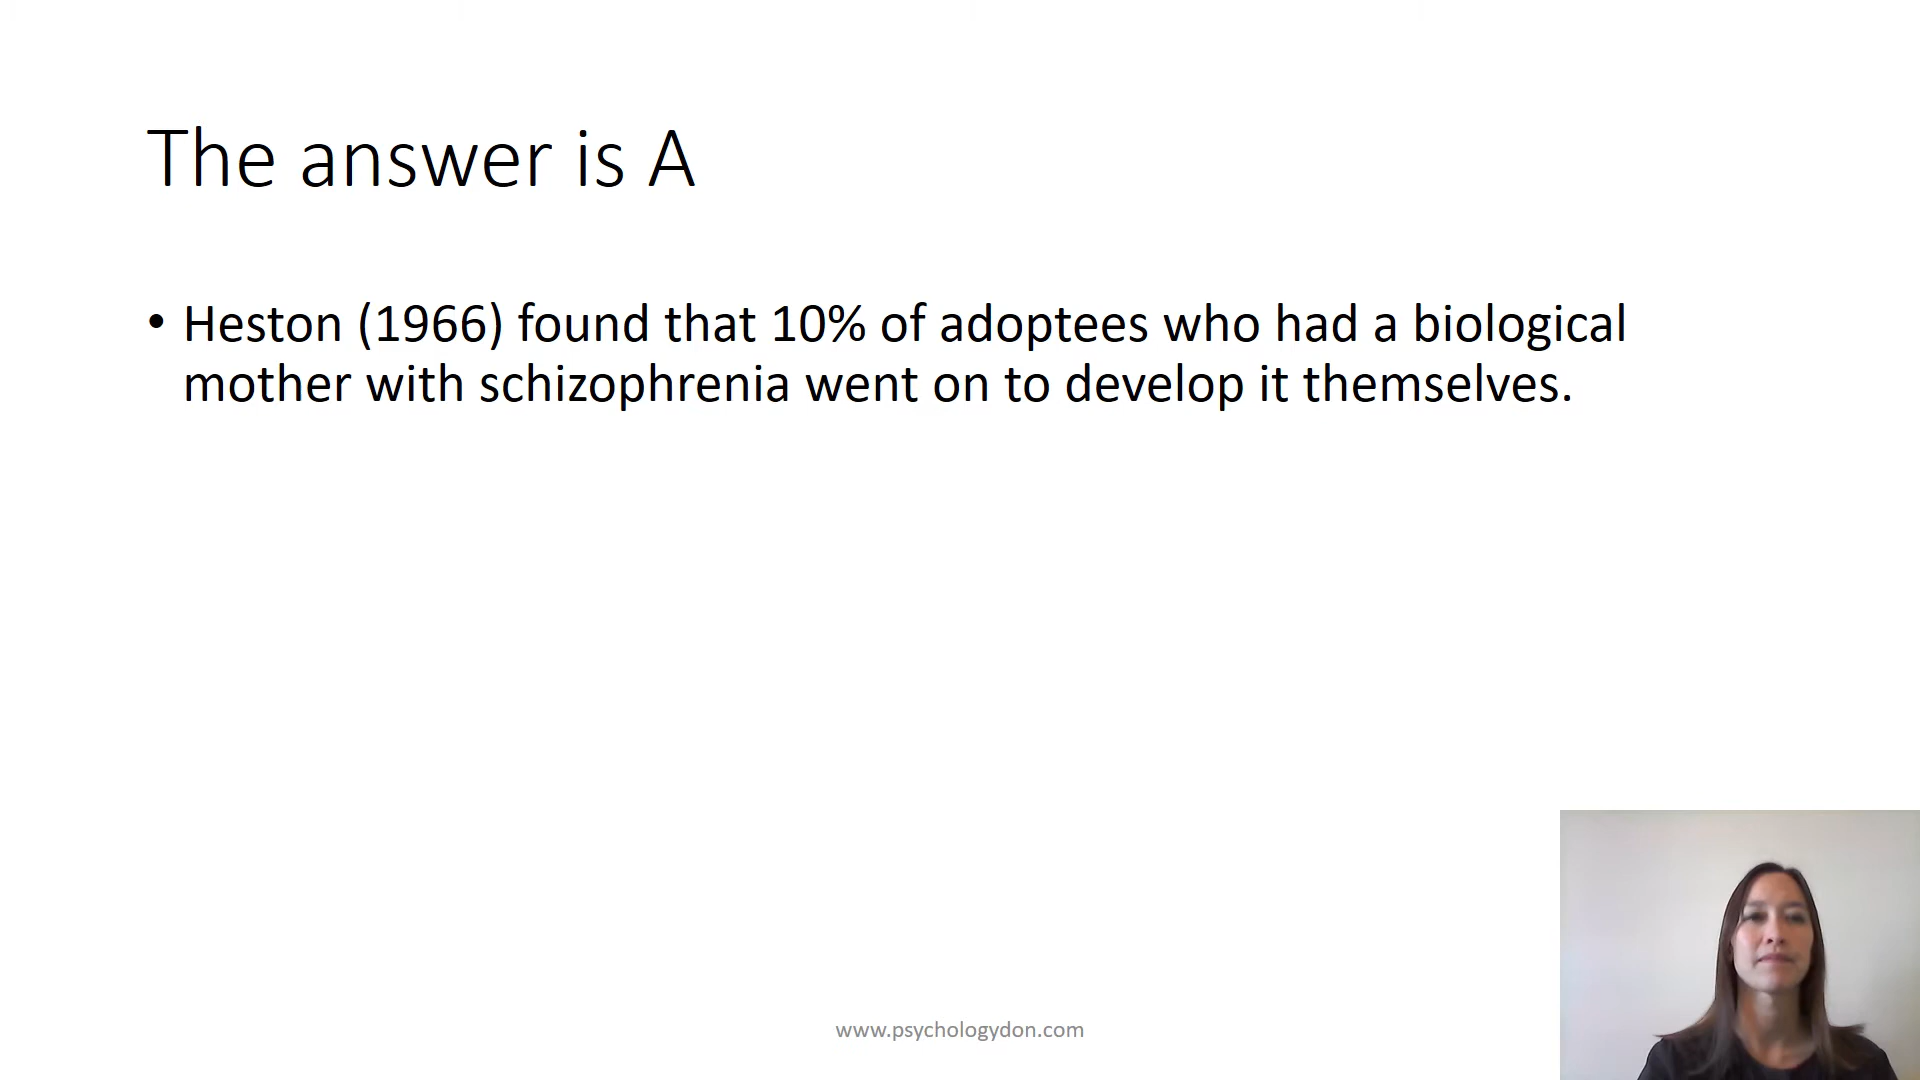 The answer is A
• Heston (1966) found that 10% of adoptees who had a biological
mother with schizophrenia went on to develop it themselves.
www.psychologydon.com